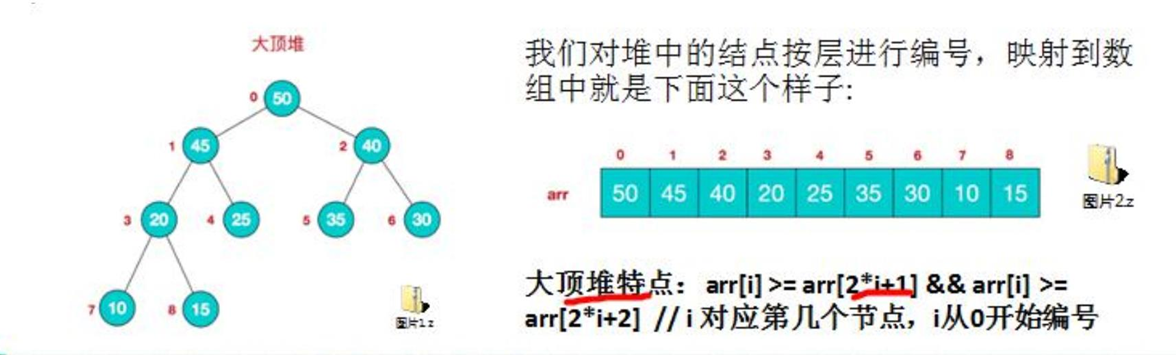 大顶堆
0 50
1 45 2 40
3 20 4 25 5 35 6 30
7 10 8 15
图片1.z
我们对堆中的结点按层进行编号，映射到数
组中就是下面这个样子:
0 1 2 3 4 5 6 7 8
arr 50 45 40 20 25 35 30 10 15
图片2.z
大顶堆特点：arr[i] >= arr[2*i+1] && arr[i] >=
arr[2*i+2] // i 对应第几个节点，i从0开始编号